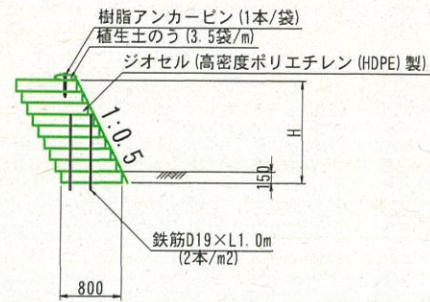 樹脂アンカーピン(1本/袋)
植生土のう(3.5袋/m)
ジオセル(高密度ポリエチレン(HDPE)製)
1:0.5
H
150
鉄筋D19×L1.0m
(2本/m2)
800